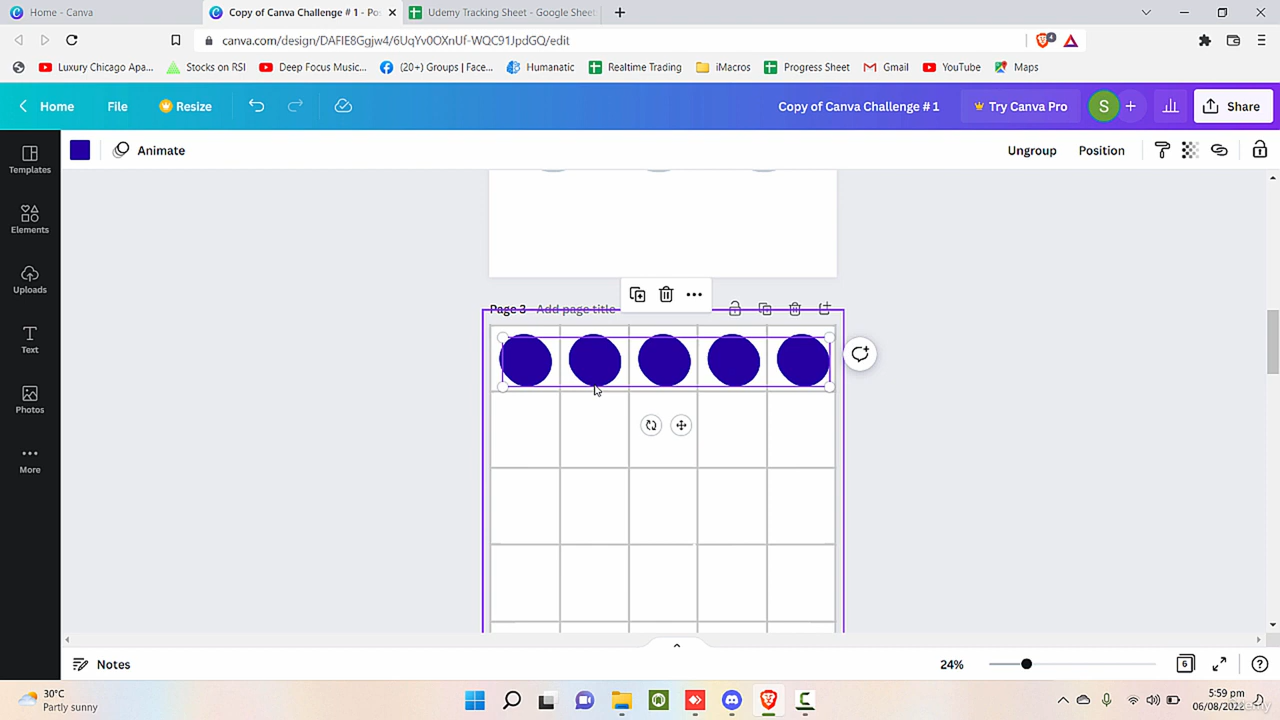 Home - Canva
Copy of Canva Challenge # 1 - Po
Udemy Tracking Sheet - Google Sheet
canva.com/design/DAFIE8Ggjw4/6UqYv0OXnUf-WQC91JpdGQ/edit
4
Luxury Chicago Apa...
Stocks on RSI
Deep Focus Music...
(20+) Groups | Face...
Humanatic
Realtime Trading
iMacros
Progress Sheet
Gmail
YouTube
Maps
Home
File
Resize
Copy of Canva Challenge # 1
Try Canva Pro
S
Share
Animate
Ungroup
Position
Templates
Elements
Uploads
Text
Photos
More
Page 3 - Add page title
Notes
24%
6
30°C
Partly sunny
5:59 pm